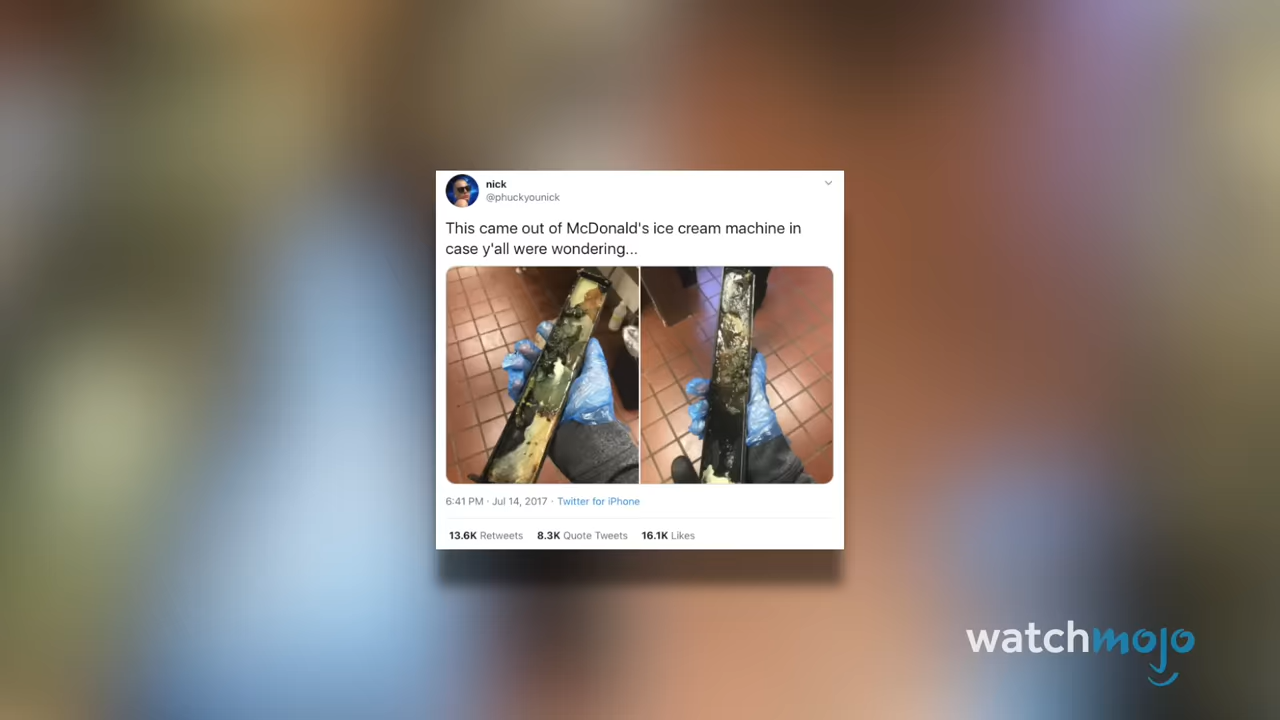 nick
@phuckyounick
This came out of McDonald's ice cream machine in
case y'all were wondering...
6:41 PM · Jul 14, 2017 · Twitter for iPhone
13.6K Retweets 8.3K Quote Tweets 16.1K Likes
watchmojo